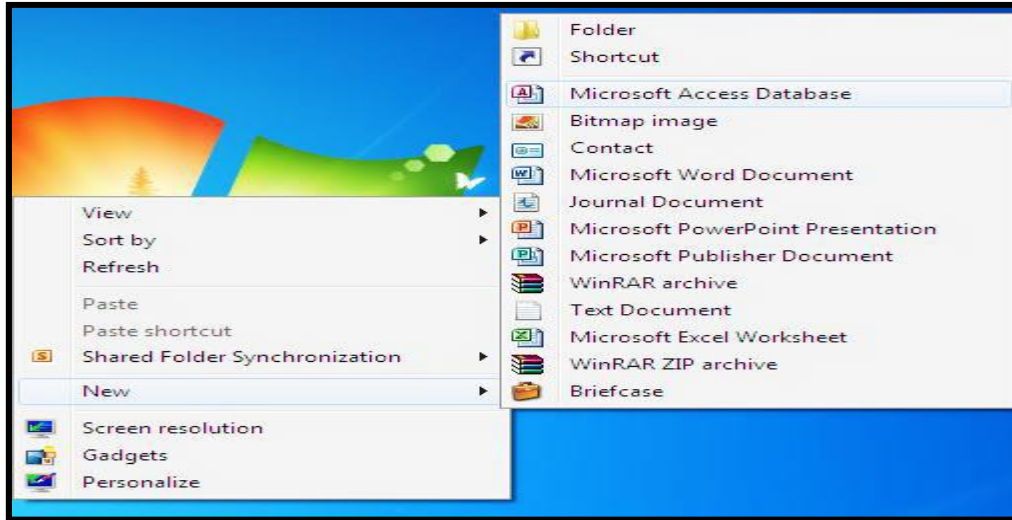 View
Sort by
Refresh
Paste
Paste shortcut
Shared Folder Synchronization
New
Screen resolution
Gadgets
Personalize
Folder
Shortcut
Microsoft Access Database
Bitmap image
Contact
Microsoft Word Document
Journal Document
Microsoft PowerPoint Presentation
Microsoft Publisher Document
WinRAR archive
Text Document
Microsoft Excel Worksheet
WinRAR ZIP archive
Briefcase